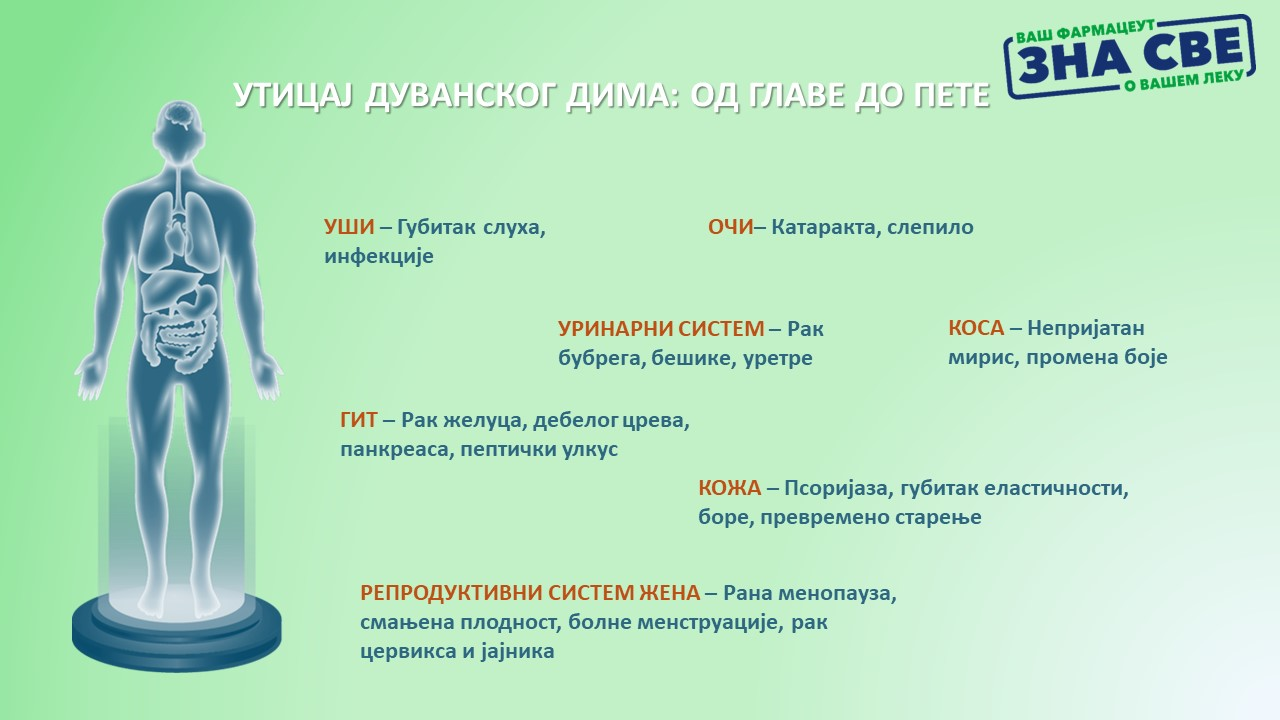 ВАШ ФАРМАЦЕУТ
ЗНА СВЕ
О ВАШЕМ ЛЕКУ
УТИЦАЈ ДУВАНСКОГ ДИМА: ОД ГЛАВЕ ДО ПЕТЕ
УШИ – Губитак слуха,
инфекције
ОЧИ– Катаракта, слепило
УРИНАРНИ СИСТЕМ – Рак
бубрега, бешике, уретре
КОСА – Непријатан
мирис, промена боје
ГИТ – Рак желуца, дебелог црева,
панкреаса, пептички улкус
КОЖА – Псоријаза, губитак еластичности,
боре, превремено старење
РЕПРОДУКТИВНИ СИСТЕМ ЖЕНА – Рана менопауза,
смањена плодност, болне менструације, рак
цервикса и јајника